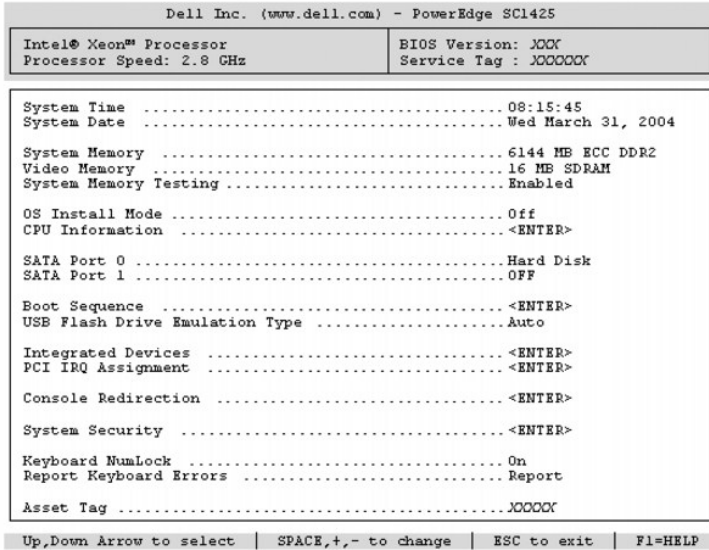 Dell Inc. (www.dell.com) - PowerEdge SC1425
Intel® Xeon™ Processor
Processor Speed: 2.8 GHz
BIOS Version: XXX
Service Tag : XXXXXX
System Time ........................................ 08:15:45
System Date ........................................ Wed March 31, 2004
System Memory ...................................... 6144 MB ECC DDR2
Video Memory ....................................... 16 MB SDRAM
System Memory Testing .............................. Enabled
OS Install Mode .................................... Off
CPU Information .................................... <ENTER>
SATA Port 0 ........................................ Hard Disk
SATA Port 1 ........................................ OFF
Boot Sequence ...................................... <ENTER>
USB Flash Drive Emulation Type ..................... Auto
Integrated Devices ................................. <ENTER>
PCI IRQ Assignment ................................. <ENTER>
Console Redirection ................................ <ENTER>
System Security .................................... <ENTER>
Keyboard NumLock ................................... On
Report Keyboard Errors ............................. Report
Asset Tag .......................................... XXXXX
Up,Down Arrow to select | SPACE,+,- to change | ESC to exit | F1=HELP